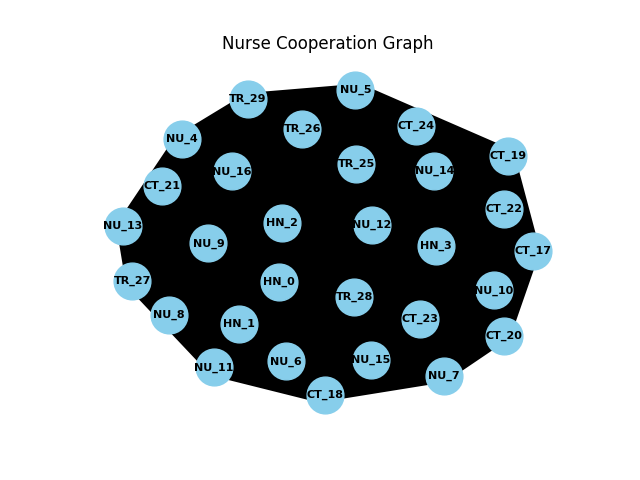 Nurse Cooperation Graph
NU_5
TR_29
CT_24
TR_26
NU_4
CT_19
TR_25
NU_16
NU_14
CT_21
CT_22
HN_2
NU_12
NU_13
NU_9
HN_3
CT_17
TR_27
HN_0
NU_10
TR_28
NU_8
CT_23
HN_1
CT_20
NU_15
NU_6
NU_11
NU_7
CT_18